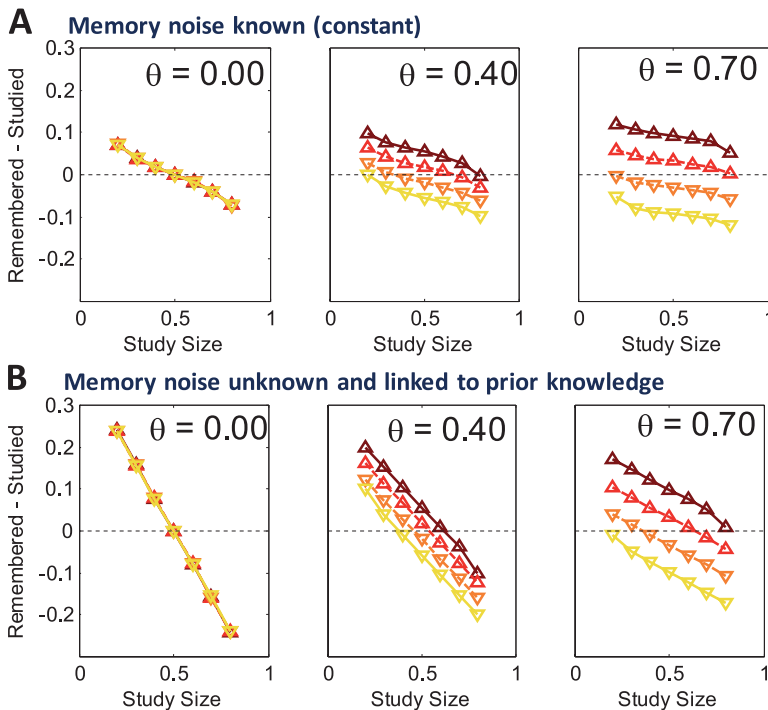 A Memory noise known (constant)
Remembered - Studied
0.3
0.2
0.1
0
-0.1
-0.2
θ = 0.00
0 0.5 1
Study Size
θ = 0.40
0 0.5 1
Study Size
θ = 0.70
0 0.5 1
Study Size
B Memory noise unknown and linked to prior knowledge
Remembered - Studied
0.3
0.2
0.1
0
-0.1
-0.2
θ = 0.00
0 0.5 1
Study Size
θ = 0.40
0 0.5 1
Study Size
θ = 0.70
0 0.5 1
Study Size